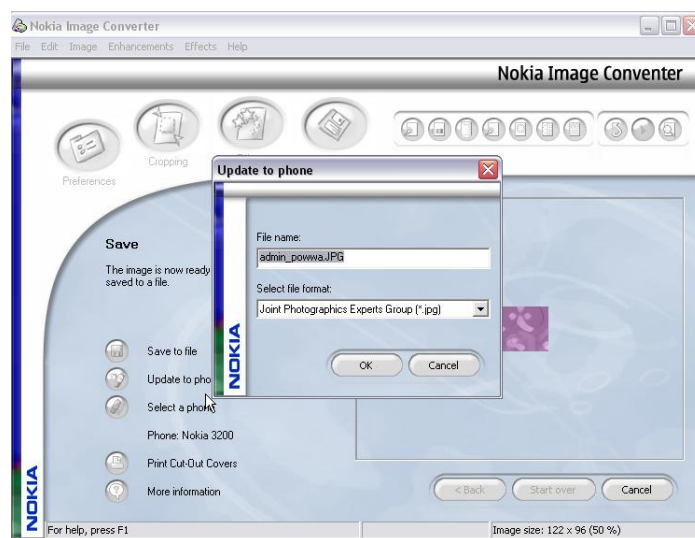 Nokia Image Converter
File Edit Image Enhancements Effects Help
Nokia Image Conventer
Preferences
Cropping
Update to phone
NOKIA
File name:
admin_powwa.JPG
Select file format:
Joint Photographics Experts Group (*.jpg)
OK Cancel
Save
The image is now ready
saved to a file.
Save to file
Update to pho
Select a phone
Phone: Nokia 3200
Print Cut-Out Covers
More information
NOKIA
< Back Start over Cancel
For help, press F1
Image size: 122 x 96 (50 %)